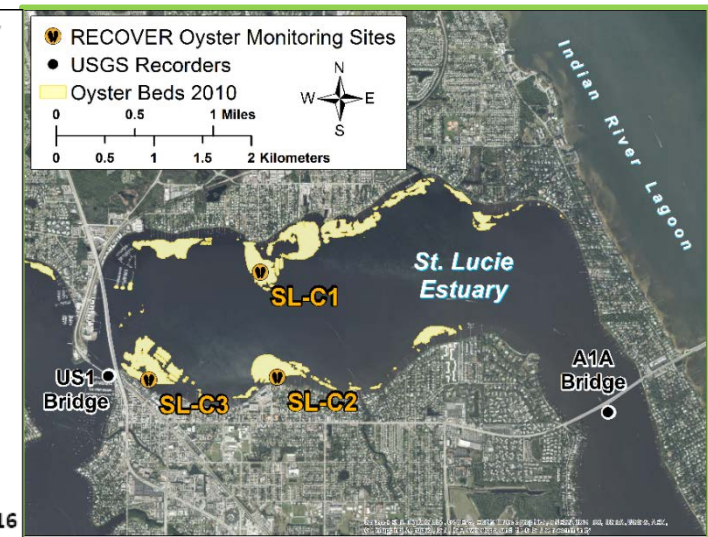 RECOVER Oyster Monitoring Sites
USGS Recorders
Oyster Beds 2010
N
W E
S
0 0.5 1 Miles
0 0.5 1 1.5 2 Kilometers
Indian River Lagoon
St. Lucie
Estuary
SL-C1
A1A
Bridge
US1
Bridge
SL-C3
SL-C2
16